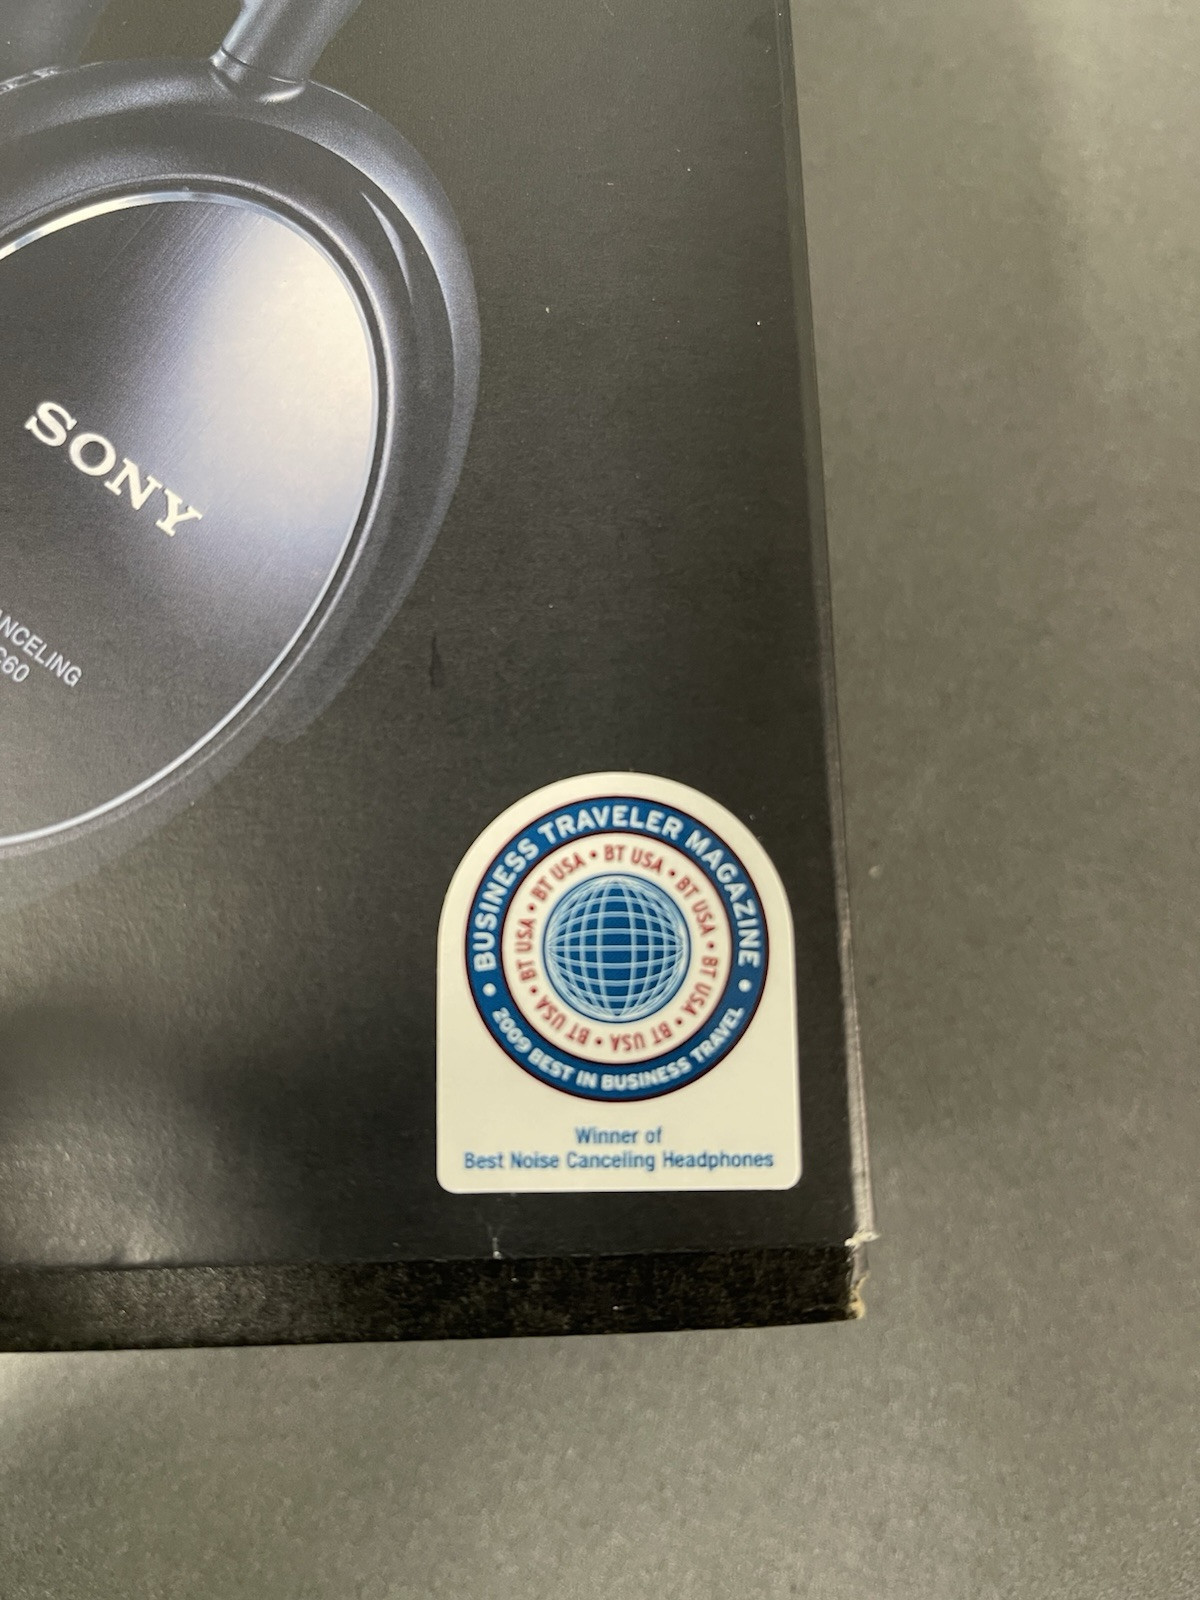 SONY
ANCELING
C60
BUSINESS TRAVELER MAGAZINE
BT USA • BT USA • BT USA • BT USA • BT USA • BT USA • BT USA • BT USA •
2009 BEST IN BUSINESS TRAVEL
Winner of
Best Noise Canceling Headphones